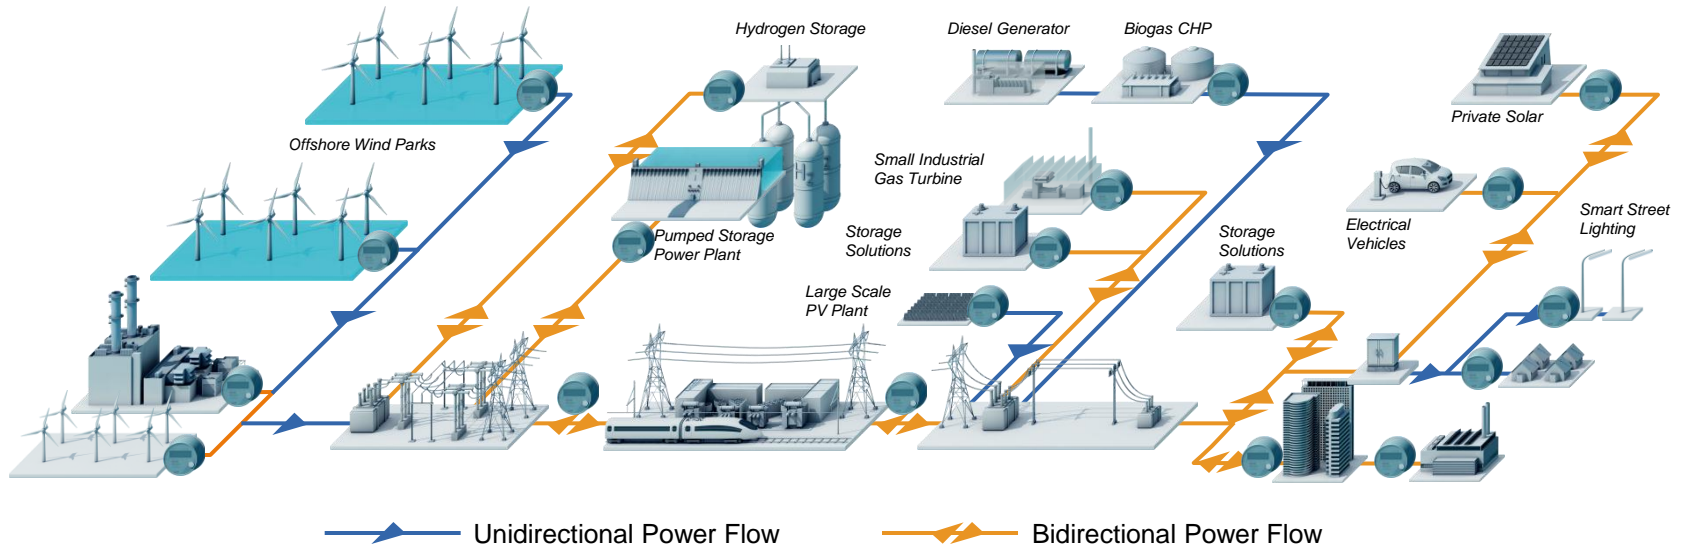 Hydrogen Storage
Diesel Generator
Biogas CHP
Offshore Wind Parks
Private Solar
Small Industrial
Gas Turbine
Pumped Storage
Power Plant
Storage
Solutions
Large Scale
PV Plant
Storage
Solutions
Electrical
Vehicles
Smart Street
Lighting
Unidirectional Power Flow
Bidirectional Power Flow